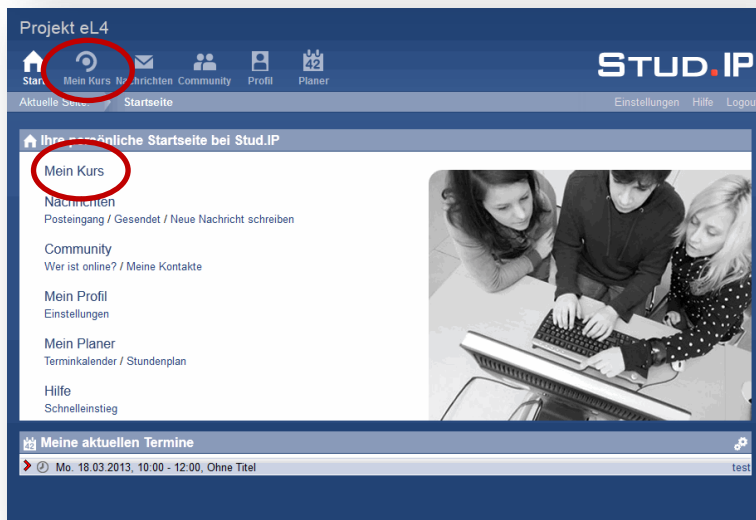 Projekt eL4
42
Start Mein Kurs Nachrichten Community Profil Planer
STUD.IP
Aktuelle Seite: Startseite Einstellungen Hilfe Logou
Ihre persönliche Startseite bei Stud.IP
Mein Kurs
Nachrichten
Posteingang / Gesendet / Neue Nachricht schreiben
Community
Wer ist online? / Meine Kontakte
Mein Profil
Einstellungen
Mein Planer
Terminkalender / Stundenplan
Hilfe
Schnelleinstieg
Meine aktuellen Termine
Mo. 18.03.2013, 10:00 - 12:00, Ohne Titel test